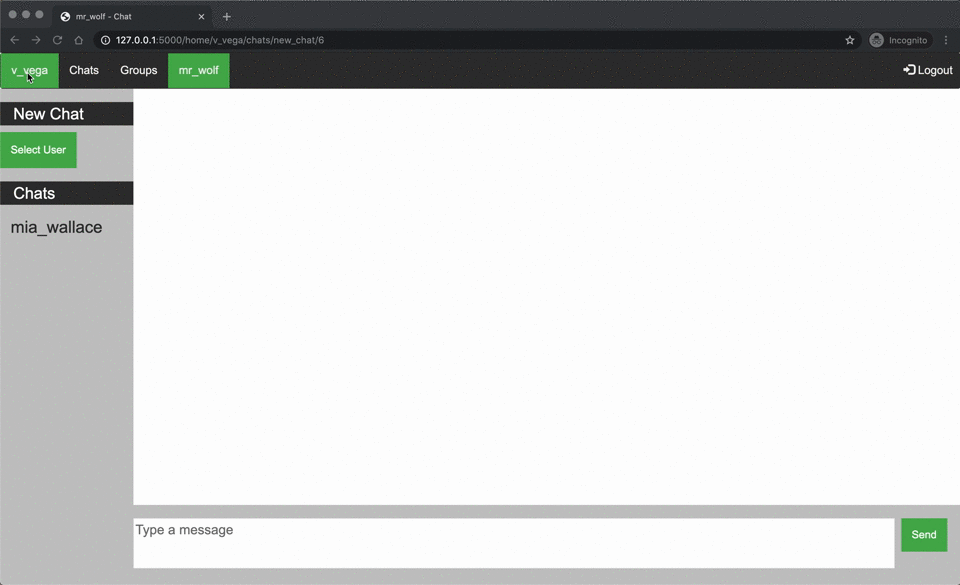 mr_wolf - Chat
127.0.0.1:5000/home/v_vega/chats/new_chat/6
Incognito
v_vega Chats Groups mr_wolf Logout
New Chat
Select User
Chats
mia_wallace
Type a message
Send